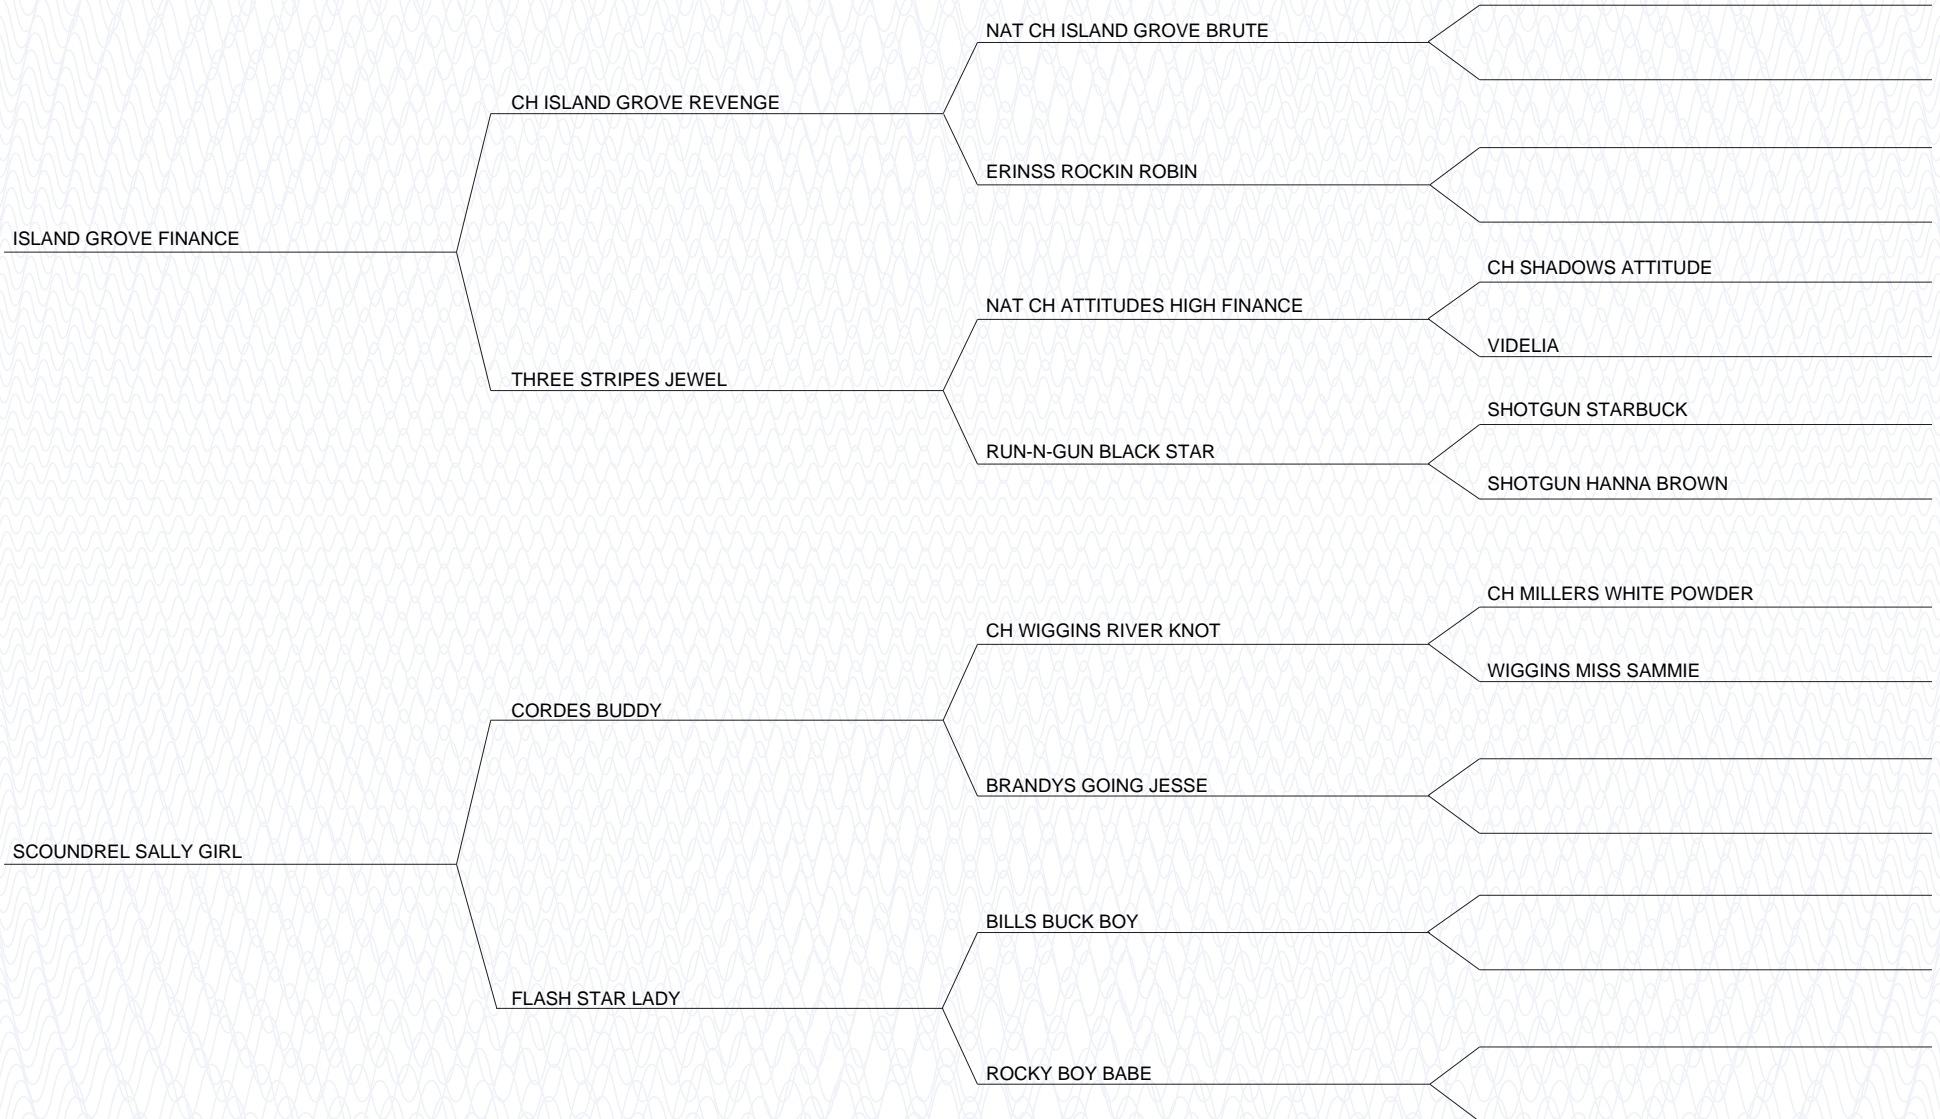 NAT CH ISLAND GROVE BRUTE
CH ISLAND GROVE REVENGE
ERINSS ROCKIN ROBIN
ISLAND GROVE FINANCE
CH SHADOWS ATTITUDE
NAT CH ATTITUDES HIGH FINANCE
VIDELIA
THREE STRIPES JEWEL
SHOTGUN STARBUCK
RUN-N-GUN BLACK STAR
SHOTGUN HANNA BROWN
CH MILLERS WHITE POWDER
CH WIGGINS RIVER KNOT
WIGGINS MISS SAMMIE
CORDES BUDDY
BRANDYS GOING JESSE
SCOUNDREL SALLY GIRL
BILLS BUCK BOY
FLASH STAR LADY
ROCKY BOY BABE